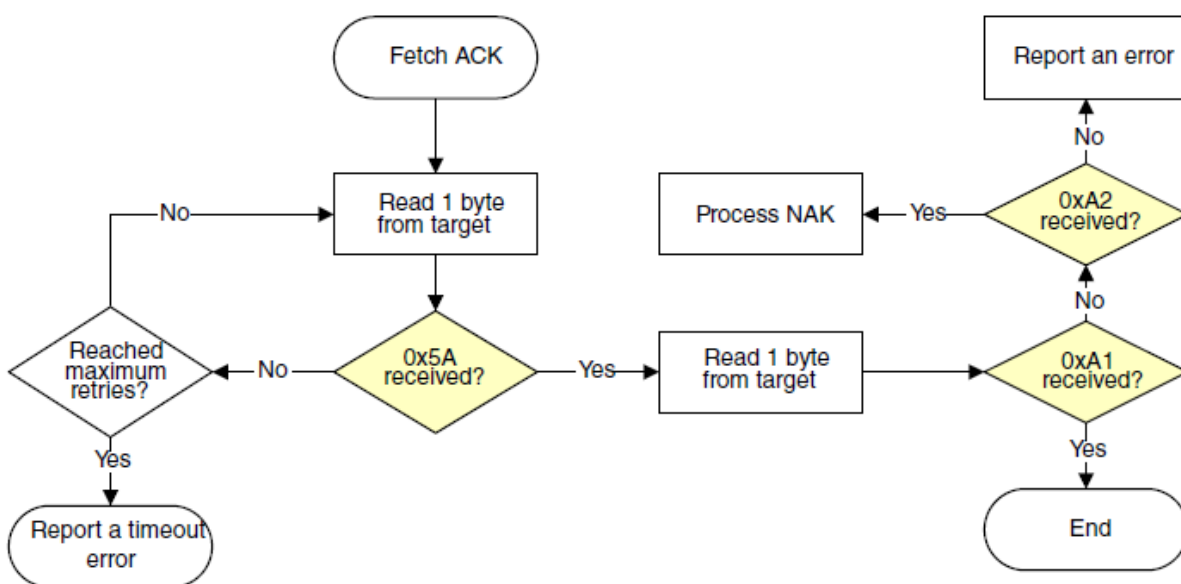 Fetch ACK
Report an error
No
Read 1 byte
from target
No
Process NAK
Yes
0xA2
received?
No
Reached
maximum
retries?
No
0x5A
received?
Yes
Read 1 byte
from target
0xA1
received?
Yes
Yes
Report a timeout
error
End